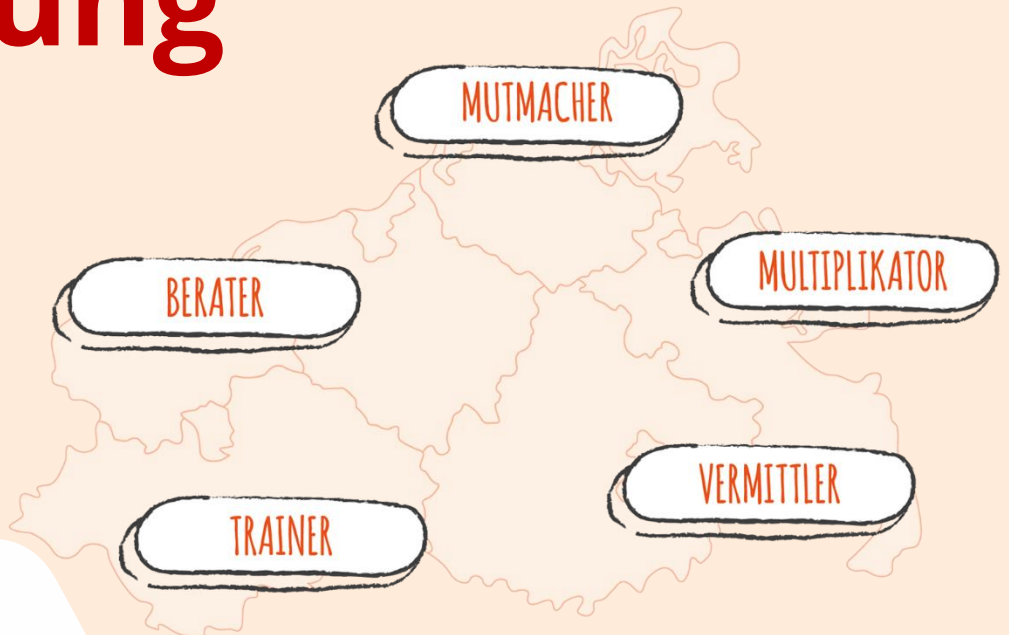 ung
MUTMACHER
BERATER
MULTIPLIKATOR
VERMITTLER
TRAINER